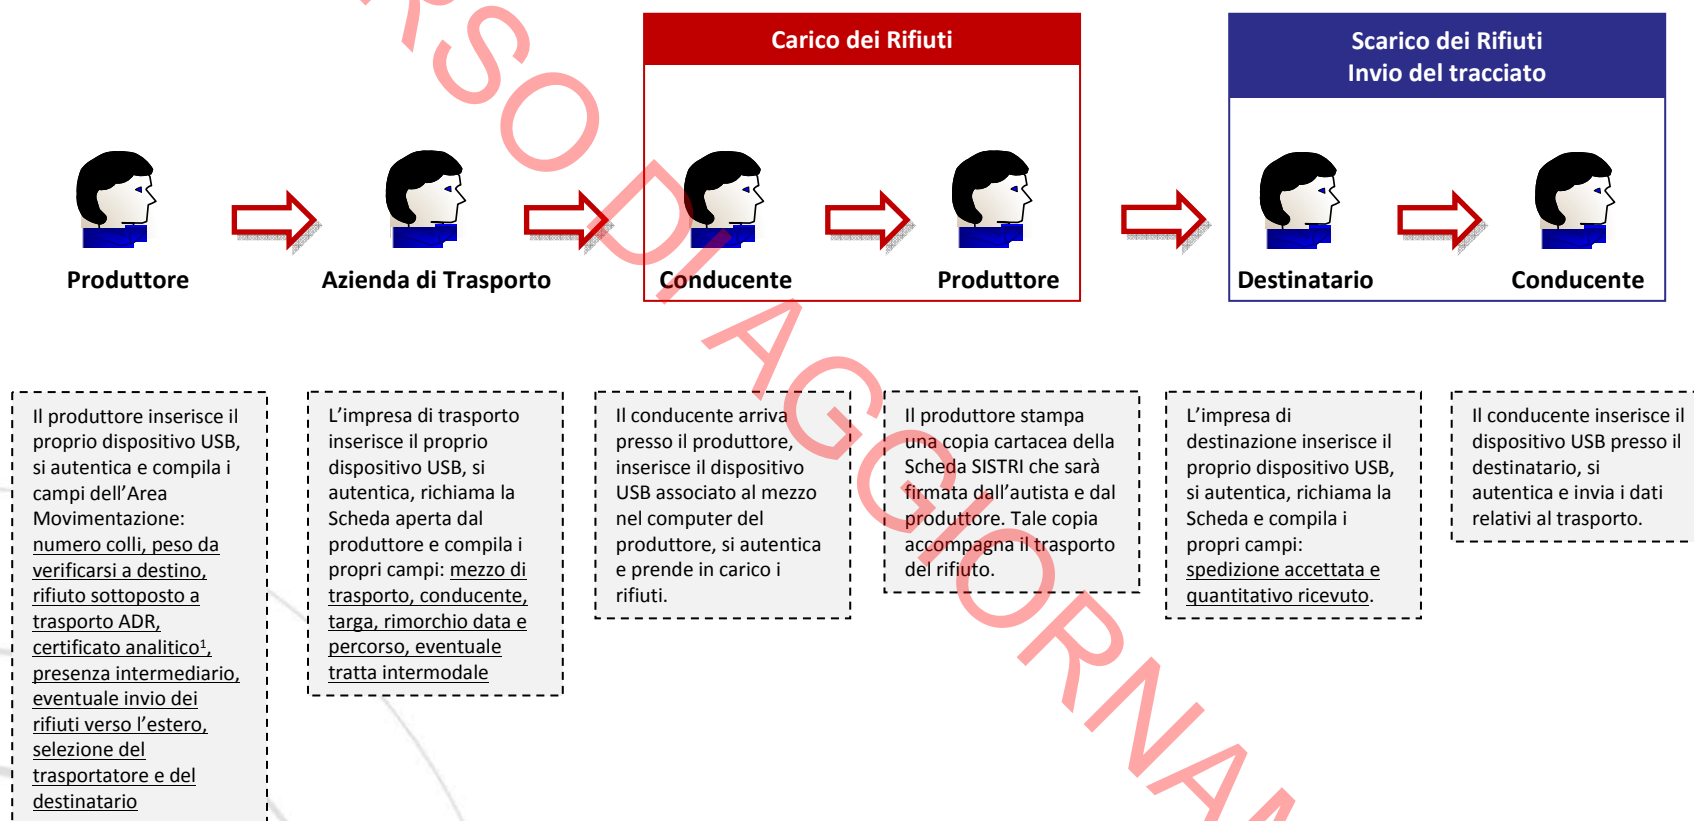 Carico dei Rifiuti
Scarico dei Rifiuti
Invio del tracciato
Produttore
Azienda di Trasporto
Conducente
Produttore
Destinatario
Conducente
Il produttore inserisce il
proprio dispositivo USB,
si autentica e compila i
campi dell'Area
Movimentazione:
numero colli, peso da
verificarsi a destino,
rifiuto sottoposto a
trasporto ADR,
certificato analitico¹,
presenza intermediario,
eventuale invio dei
rifiuti verso l'estero,
selezione del
trasportatore e del
destinatario
L'impresa di trasporto
inserisce il proprio
dispositivo USB, si
autentica, richiama la
Scheda aperta dal
produttore e compila i
propri campi: mezzo di
trasporto, conducente,
targa, rimorchio data e
percorso, eventuale
tratta intermodale
Il conducente arriva
presso il produttore,
inserisce il dispositivo
USB associato al mezzo
nel computer del
produttore, si autentica
e prende in carico i
rifiuti.
Il produttore stampa
una copia cartacea della
Scheda SISTRI che sarà
firmata dall'autista e dal
produttore. Tale copia
accompagna il trasporto
del rifiuto.
L'impresa di
destinazione inserisce il
proprio dispositivo USB,
si autentica, richiama la
Scheda e compila i
propri campi:
spedizione accettata e
quantitativo ricevuto.
Il conducente inserisce il
dispositivo USB presso il
destinatario, si
autentica e invia i dati
relativi al trasporto.
RSO DI AGGIORNAM